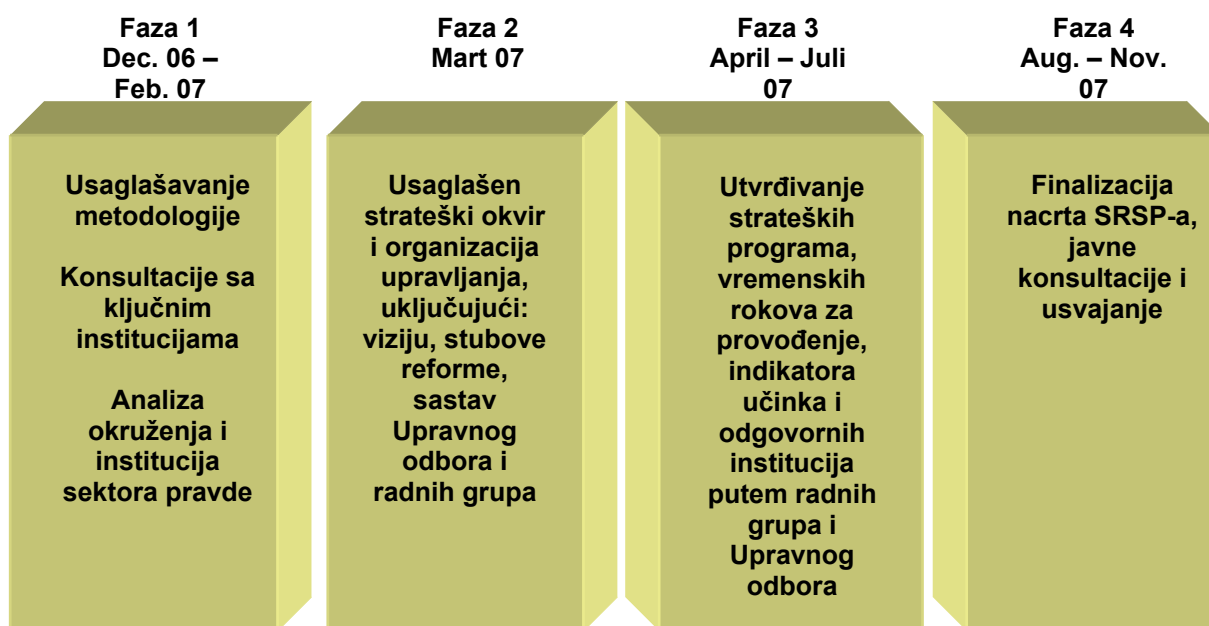 Faza 1
Dec. 06 –
Feb. 07
Usaglašavanje
metodologije
Konsultacije sa
ključnim
institucijama
Analiza
okruženja i
institucija
sektora pravde
Faza 2
Mart 07
Usaglašen
strateški okvir
i organizacija
upravljanja,
uključujući:
viziju, stubove
reforme,
sastav
Upravnog
odbora i
radnih grupa
Faza 3
April – Juli
07
Utvrđivanje
strateških
programa,
vremenskih
rokova za
provođenje,
indikatora
učinka i
odgovornih
institucija
putem radnih
grupa i
Upravnog
odbora
Faza 4
Aug. – Nov.
07
Finalizacija
nacrta SRSP-a,
javne
konsultacije i
usvajanje